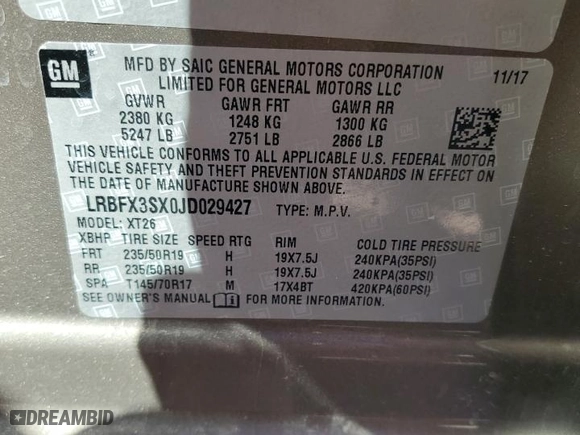 GM
MFD BY SAIC GENERAL MOTORS CORPORATION
LIMITED FOR GENERAL MOTORS LLC
11/17
GVWR GAWR FRT GAWR RR
2380 KG 1248 KG 1300 KG
5247 LB 2751 LB 2866 LB
THIS VEHICLE CONFORMS TO ALL APPLICABLE U.S. FEDERAL MOTOR
VEHICLE SAFETY AND THEFT PREVENTION STANDARDS IN EFFECT ON
THE DATE OF MANUFACTURE SHOWN ABOVE.
LRBFX3SX0JD029427 TYPE: M.P.V.
MODEL: XT26
XBHP TIRE SIZE SPEED RTG RIM COLD TIRE PRESSURE
FRT 235/50R19 H 19X7.5J 240KPA(35PSI)
RR 235/50R19 H 19X7.5J 240KPA(35PSI)
SPA T145/70R17 M 17X4BT 420KPA(60PSI)
SEE OWNER'S MANUAL FOR MORE INFORMATION
DREAMBID